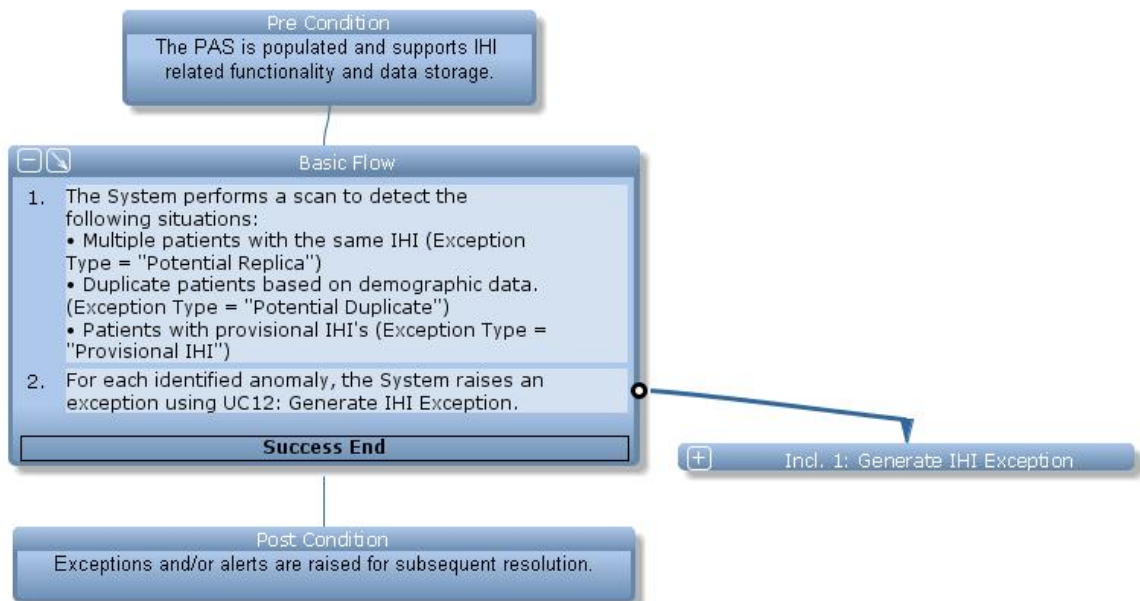 Pre Condition
The PAS is populated and supports IHI
related functionality and data storage.
Basic Flow
1. The System performs a scan to detect the
following situations:
• Multiple patients with the same IHI (Exception
Type = "Potential Replica")
• Duplicate patients based on demographic data.
(Exception Type = "Potential Duplicate")
• Patients with provisional IHI's (Exception Type =
"Provisional IHI")
2. For each identified anomaly, the System raises an
exception using UC12: Generate IHI Exception.
Success End
Incl. 1: Generate IHI Exception
Post Condition
Exceptions and/or alerts are raised for subsequent resolution.